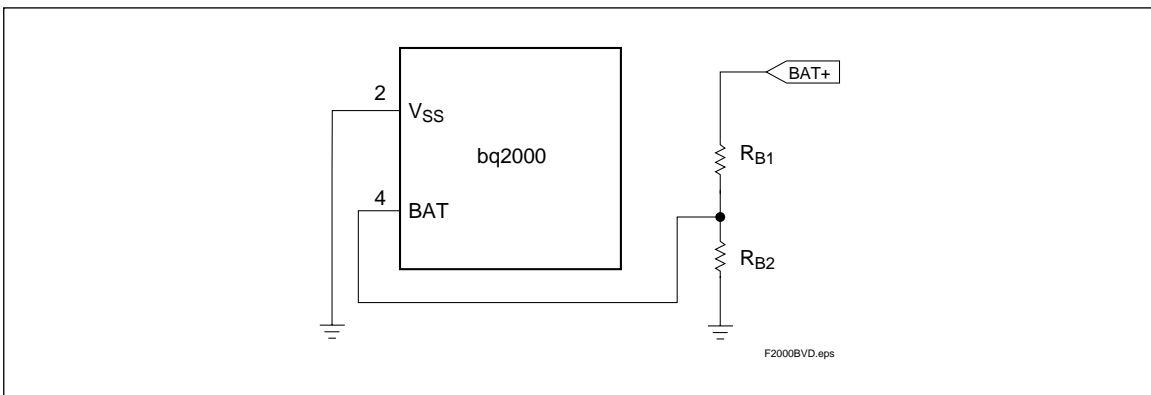 BAT+
2
VSS
RB1
bq2000
4
BAT
RB2
F2000BVD.eps